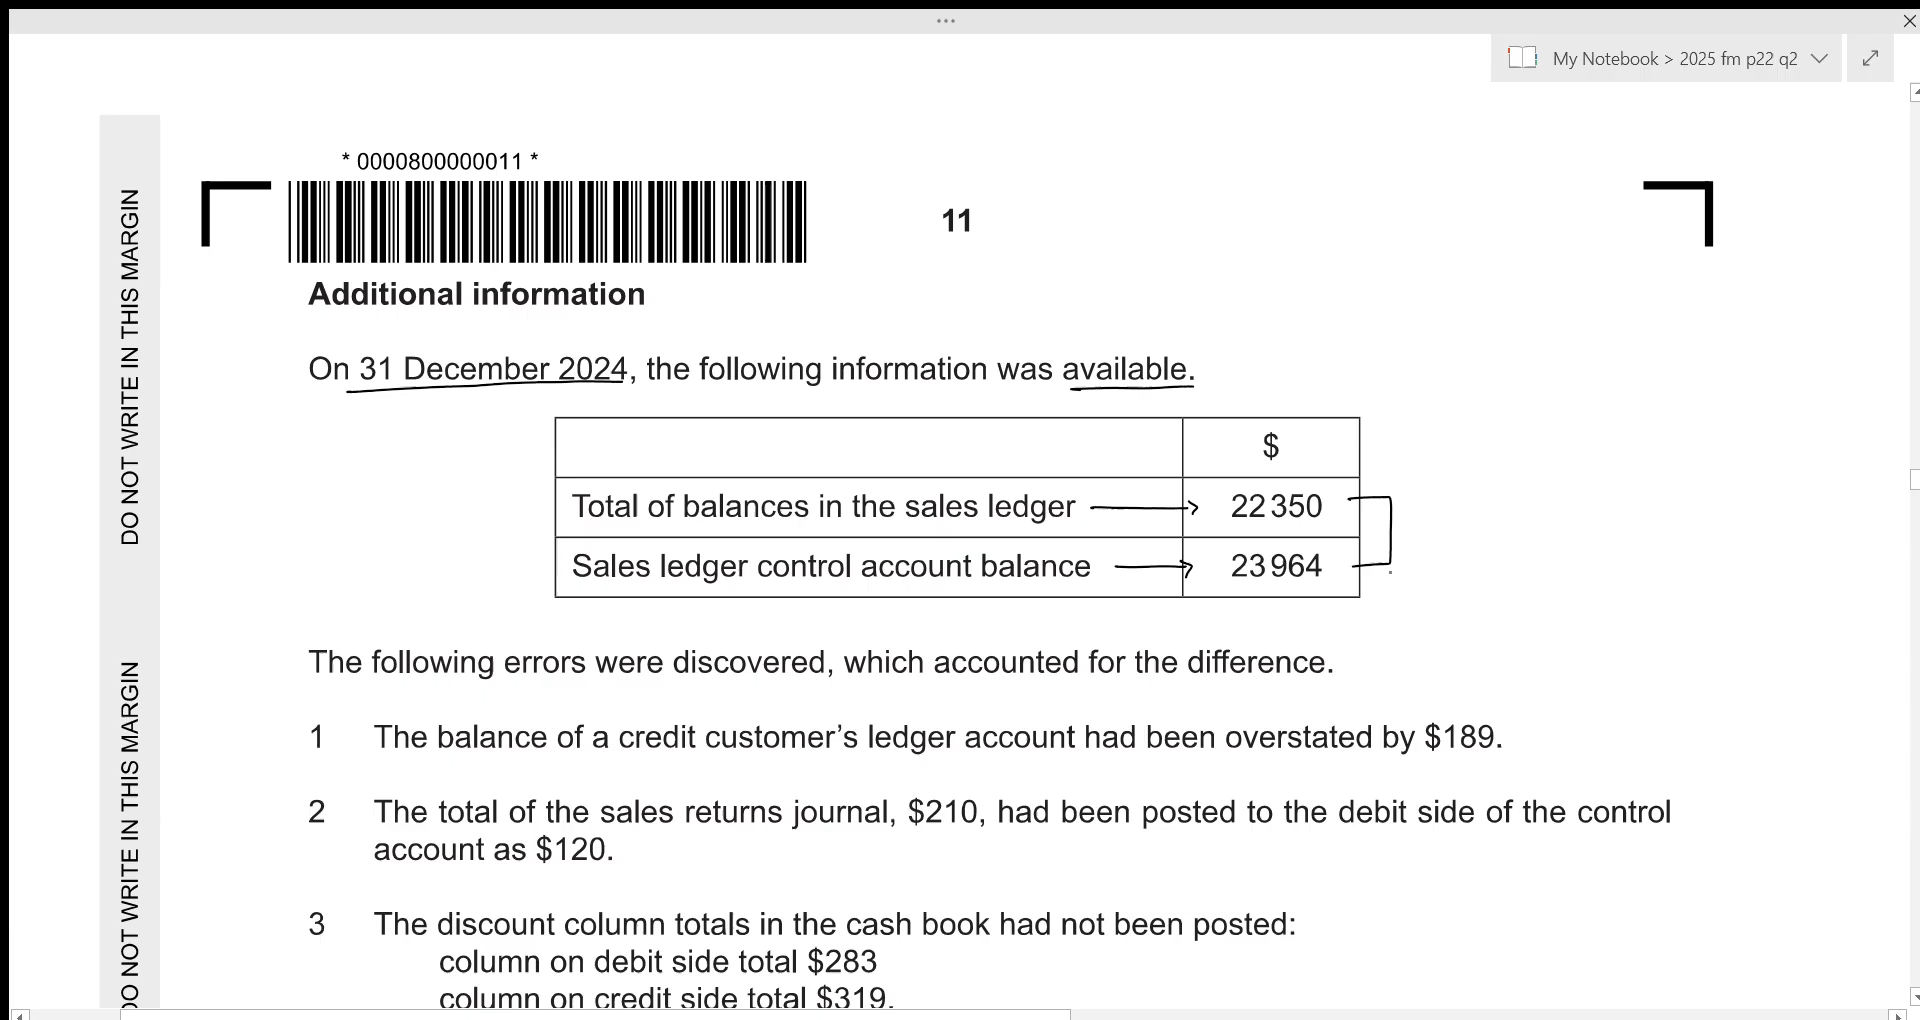 My Notebook > 2025 fm p22 q2
* 0000800000011 *
11
DO NOT WRITE IN THIS MARGIN
Additional information
On 31 December 2024, the following information was available.
$
Total of balances in the sales ledger 22 350
Sales ledger control account balance 23 964
The following errors were discovered, which accounted for the difference.
1 The balance of a credit customer’s ledger account had been overstated by $189.
2 The total of the sales returns journal, $210, had been posted to the debit side of the control
account as $120.
DO NOT WRITE IN THIS MARGIN
3 The discount column totals in the cash book had not been posted:
column on debit side total $283
column on credit side total $319.